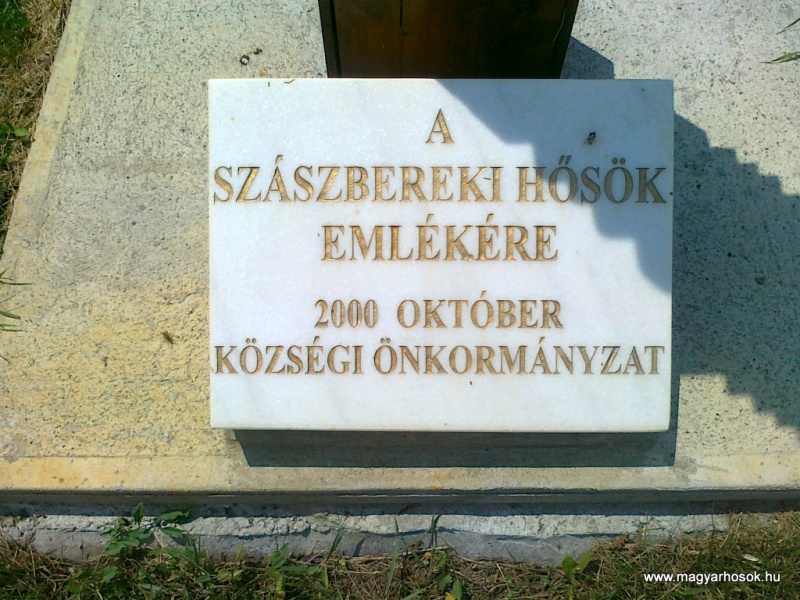 A
SZÁSZBEREKI HŐSÖK
EMLÉKÉRE
2000 OKTÓBER
KÖZSÉGI ÖNKORMÁNYZAT
www.magyarhosok.hu